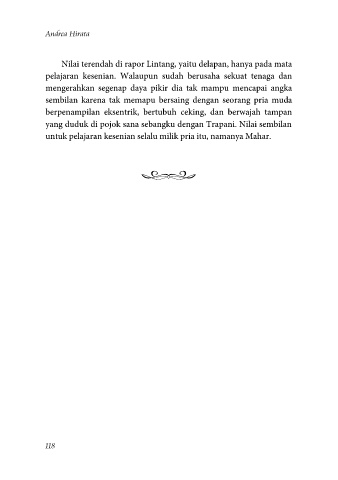 Andrea Hirata
Nilai terendah di rapor Lintang, yaitu delapan, hanya pada mata
pelajaran kesenian. Walaupun sudah berusaha sekuat tenaga dan
mengerahkan segenap daya pikir dia tak mampu mencapai angka
sembilan karena tak memapu bersaing dengan seorang pria muda
berpenampilan eksentrik, bertubuh ceking, dan berwajah tampan
yang duduk di pojok sana sebangku dengan Trapani. Nilai sembilan
untuk pelajaran kesenian selalu milik pria itu, namanya Mahar.
118